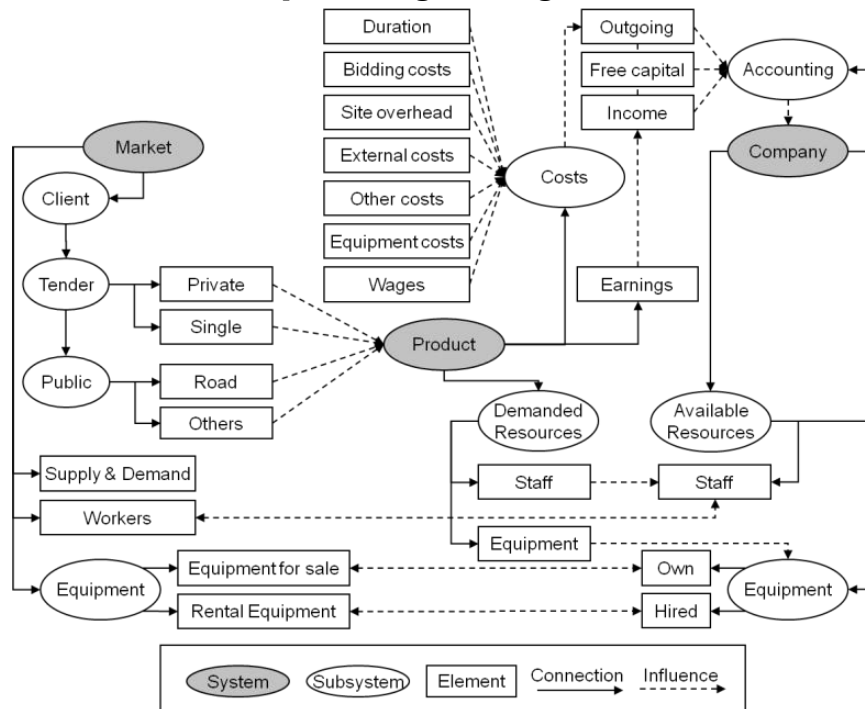 Duration
Bidding costs
Site overhead
External costs
Other costs
Equipment costs
Wages
Outgoing
Free capital
Income
Accounting
Market
Company
Client
Costs
Tender
Private
Single
Earnings
Product
Public
Road
Others
Demanded
Resources
Available
Resources
Supply & Demand
Staff
Staff
Workers
Equipment
Equipment
Equipment for sale
Rental Equipment
Own
Hired
Equipment
System
Subsystem
Element
Connection
Influence